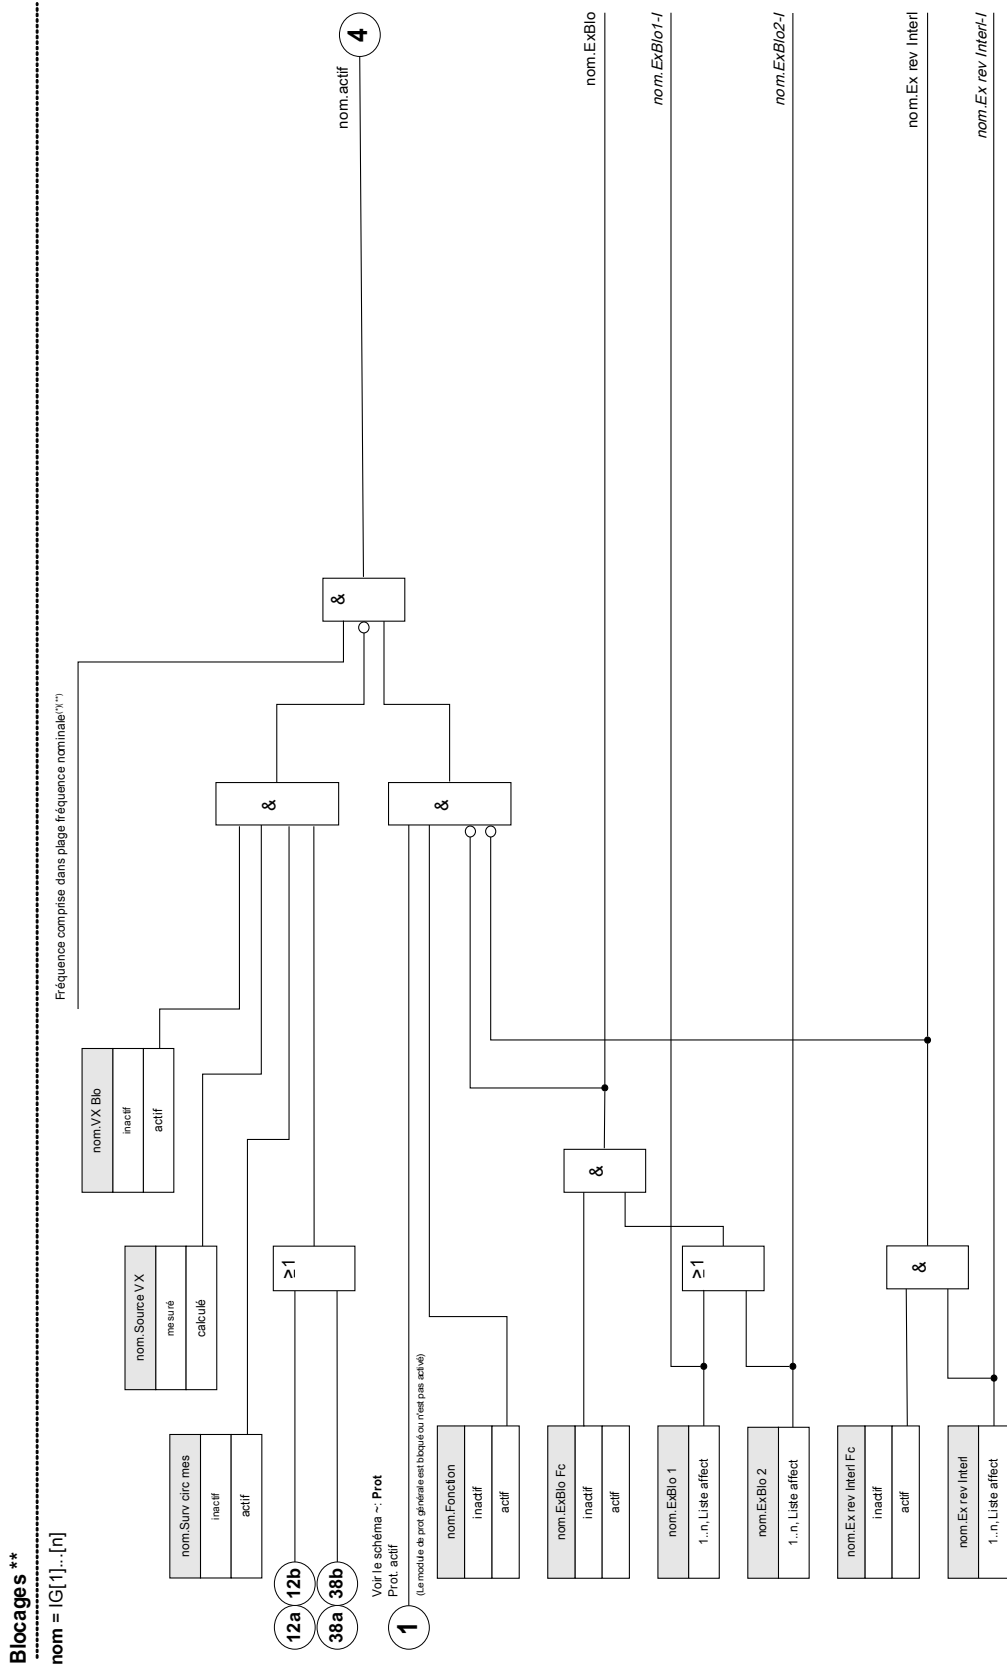 Blocages **
nom = IG[1]...[n]
Fréquence comprise dans plage fréquence nominale(*)(**)
nom.VX Blo
inactif
actif
nom.Source VX
mesuré
calculé
nom.Surv circ mes
inactif
actif
12a
12b
38a
38b
≥1
&
&
&
nom.actif
4
Voir le schéma ~: Prot
Prot. actif
(Le module de prot générale est bloqué ou n'est pas activé)
1
nom.Fonction
inactif
actif
nom.ExBlo Fc
inactif
actif
&
nom.ExBlo
nom.ExBlo 1
1..n, Liste affect
≥1
nom.ExBlo1-I
nom.ExBlo 2
1..n, Liste affect
nom.ExBlo2-I
nom.Ex rev Interl Fc
inactif
actif
&
nom.Ex rev Interl
nom.Ex rev Interl
1..n, Liste affect
nom.Ex rev Interl-I